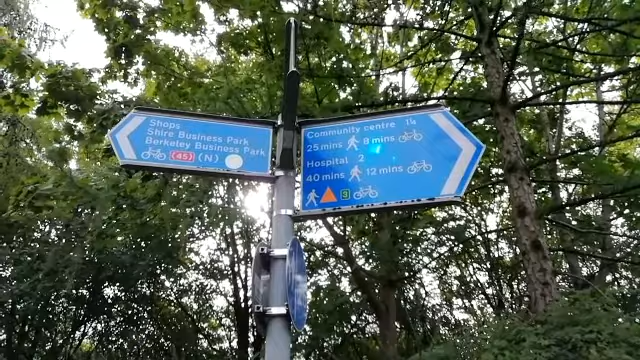 Shops
Shire Business Park
Berkeley Business Park
(45) (N)
Community centre 1¼
25 mins 8 mins
Hospital 2
40 mins 12 mins
9